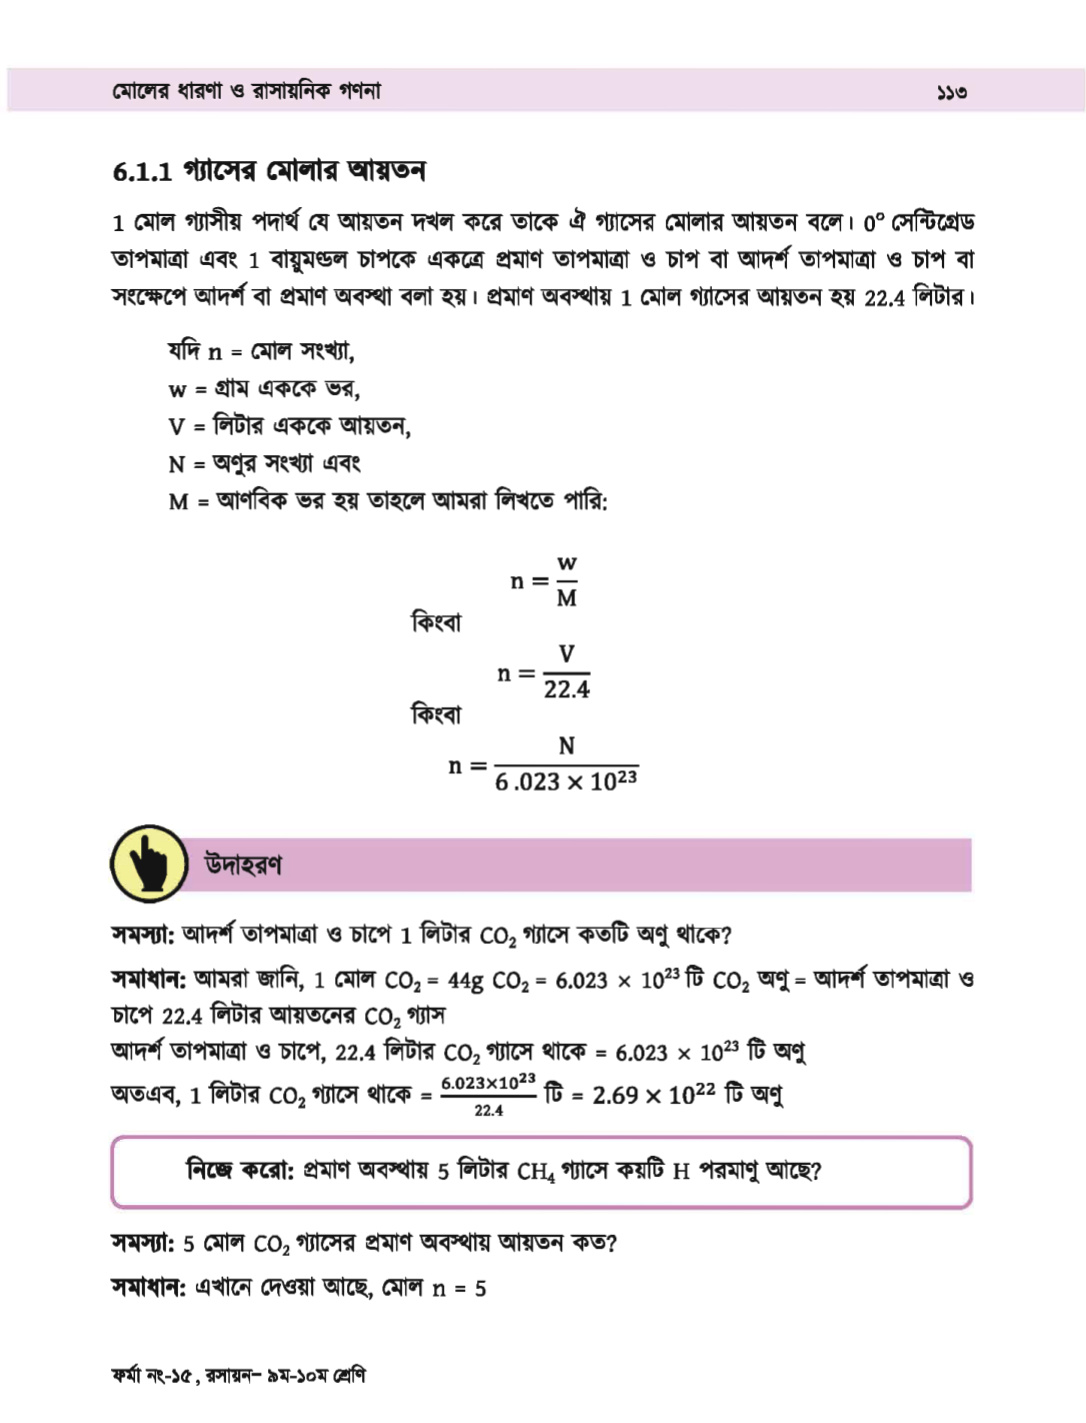 মোলের ধারণা ও রাসায়নিক গণনা ১১৩
6.1.1 গ্যাসের মোলার আয়তন
1 মোল গ্যাসীয় পদার্থ যে আয়তন দখল করে তাকে ঐ গ্যাসের মোলার আয়তন বলে। 0° সেন্টিগ্রেড
তাপমাত্রা এবং 1 বায়ুমণ্ডল চাপকে একত্রে প্রমাণ তাপমাত্রা ও চাপ বা আদর্শ তাপমাত্রা ও চাপ বা
সংক্ষেপে আদর্শ বা প্রমাণ অবস্থা বলা হয়। প্রমাণ অবস্থায় 1 মোল গ্যাসের আয়তন হয় 22.4 লিটার।
যদি n = মোল সংখ্যা,
w = গ্রাম এককে ভর,
V = লিটার এককে আয়তন,
N = অণুর সংখ্যা এবং
M = আণবিক ভর হয় তাহলে আমরা লিখতে পারি:
n = w/M
কিংবা
n = V/22.4
কিংবা
n = N/6.023 × 10²³
উদাহরণ
সমস্যা: আদর্শ তাপমাত্রা ও চাপে 1 লিটার CO₂ গ্যাসে কতটি অণু থাকে?
সমাধান: আমরা জানি, 1 মোল CO₂ = 44g CO₂ = 6.023 × 10²³ টি CO₂ অণু = আদর্শ তাপমাত্রা ও
চাপে 22.4 লিটার আয়তনের CO₂ গ্যাস
আদর্শ তাপমাত্রা ও চাপে, 22.4 লিটার CO₂ গ্যাসে থাকে = 6.023 × 10²³ টি অণু
অতএব, 1 লিটার CO₂ গ্যাসে থাকে = 6.023×10²³/22.4 টি = 2.69 × 10²² টি অণু
নিজে করো: প্রমাণ অবস্থায় 5 লিটার CH₄ গ্যাসে কয়টি H পরমাণু আছে?
সমস্যা: 5 মোল CO₂ গ্যাসের প্রমাণ অবস্থায় আয়তন কত?
সমাধান: এখানে দেওয়া আছে, মোল n = 5
ফর্মা নং-১৫, রসায়ন– ৯ম-১০ম শ্রেণি